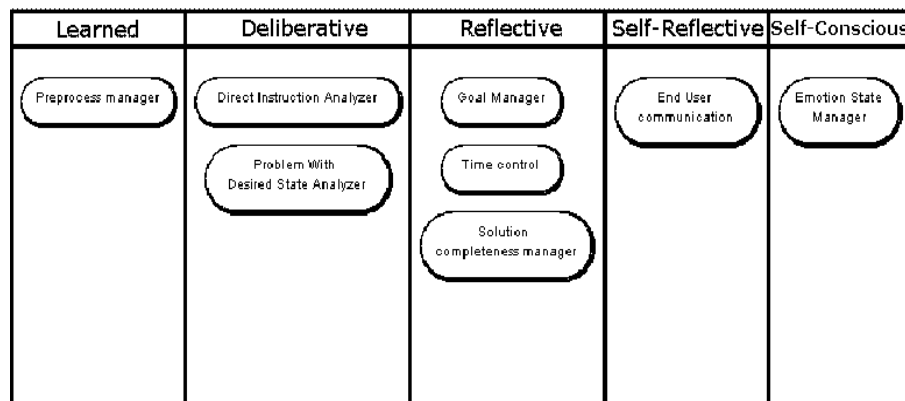 Learned
Deliberative
Reflective
Self-Reflective
Self-Conscious
Preprocess manager
Direct Instruction Analyzer
Goal Manager
End User
communication
Emotion State
Manager
Problem With
Desired State Analyzer
Time control
Solution
completeness manager